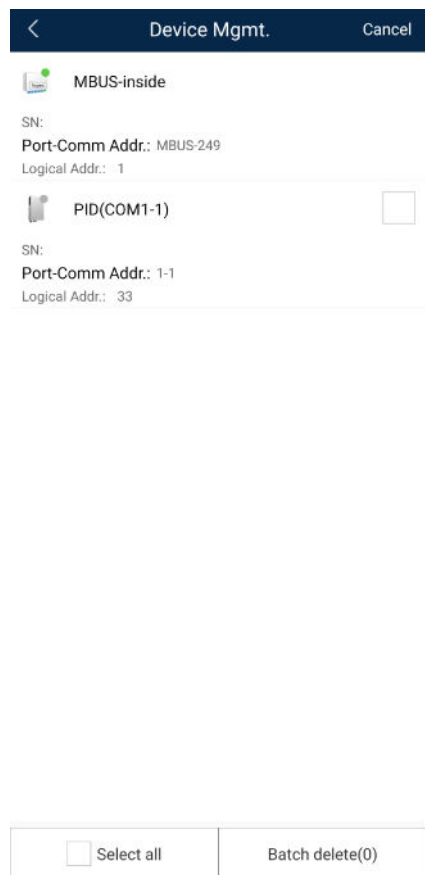 Device Mgmt. Cancel
MBUS-inside
SN:
Port-Comm Addr.: MBUS-249
Logical Addr.: 1
PID(COM1-1)
SN:
Port-Comm Addr.: 1-1
Logical Addr.: 33
Select all Batch delete(0)